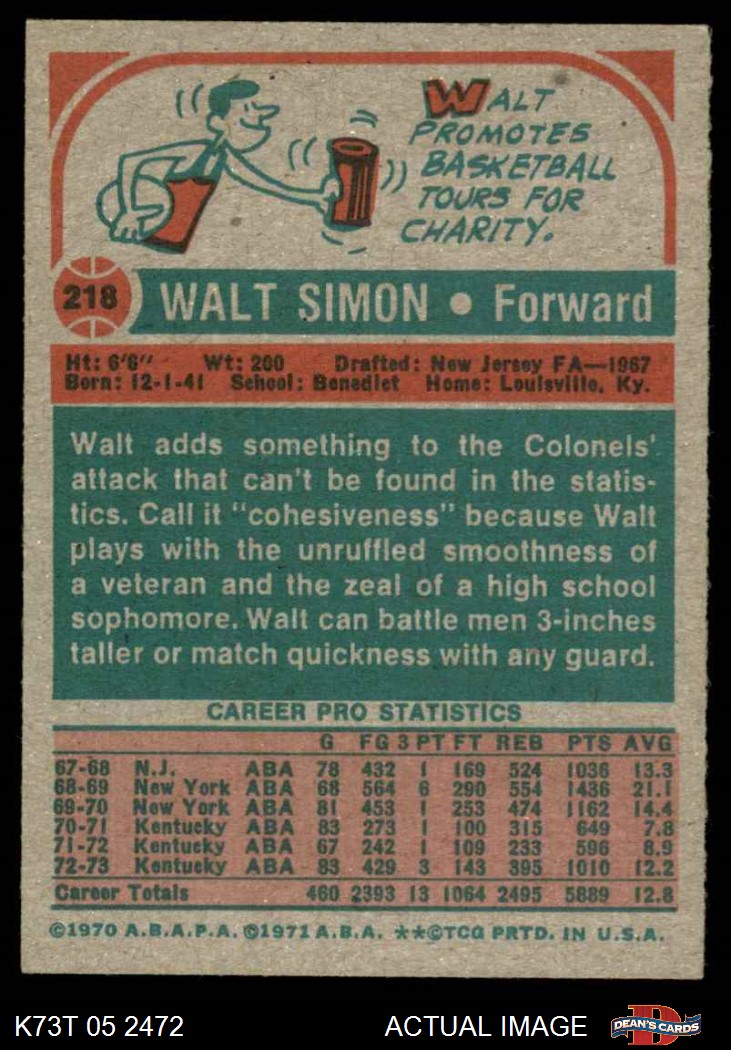 WALT
PROMOTES
BASKETBALL
TOURS FOR
CHARITY.
218 WALT SIMON • Forward
Ht: 6'6" Wt: 200 Drafted: New Jersey FA—1967
Born: 12-1-41 School: Benedict Home: Louisville, Ky.
Walt adds something to the Colonels'
attack that can't be found in the statis-
tics. Call it "cohesiveness" because Walt
plays with the unruffled smoothness of
a veteran and the zeal of a high school
sophomore. Walt can battle men 3-inches
taller or match quickness with any guard.
CAREER PRO STATISTICS
G FG 3 PT FT REB PTS AVG
67-68 N.J. ABA 78 432 1 169 524 1036 13.3
68-69 New York ABA 68 564 6 290 554 1436 21.1
69-70 New York ABA 81 453 1 253 474 1162 14.4
70-71 Kentucky ABA 83 273 1 100 315 649 7.8
71-72 Kentucky ABA 67 242 1 109 233 596 8.9
72-73 Kentucky ABA 83 429 3 143 395 1010 12.2
Career Totals 460 2393 13 1064 2495 5889 12.8
©1970 A.B.A.P.A. ©1971 A.B.A. **©TCG PRTD. IN U.S.A.
K73T 05 2472 ACTUAL IMAGE DEAN'S CARDS